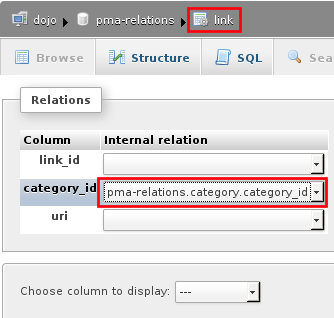 dojo pma-relations link
Browse Structure SQL Sea
Relations
Column Internal relation
link_id
category_id pma-relations.category.category_id
uri
Choose column to display: ---